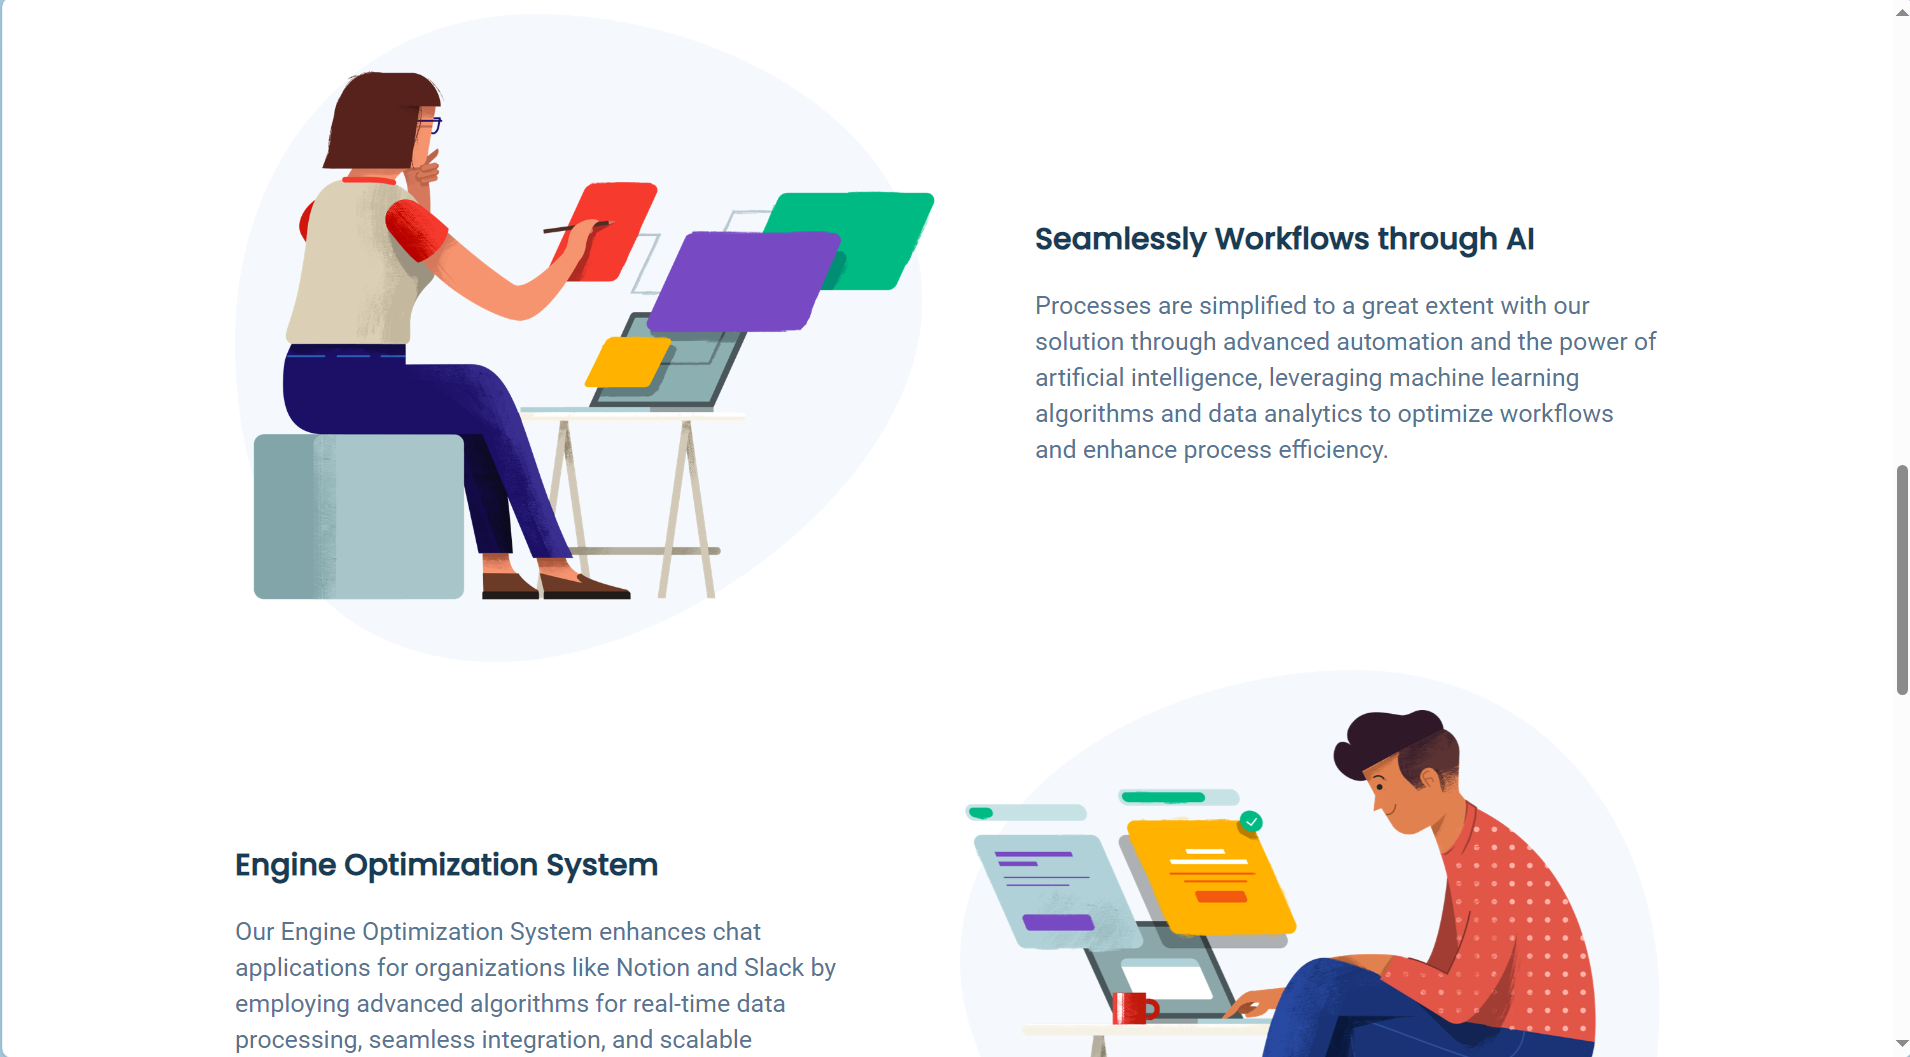 Seamlessly Workflows through AI
Processes are simplified to a great extent with our
solution through advanced automation and the power of
artificial intelligence, leveraging machine learning
algorithms and data analytics to optimize workflows
and enhance process efficiency.
Engine Optimization System
Our Engine Optimization System enhances chat
applications for organizations like Notion and Slack by
employing advanced algorithms for real-time data
processing, seamless integration, and scalable